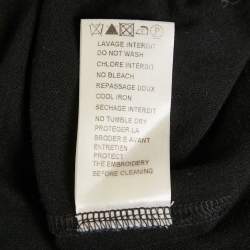 LAVAGE INTERDIT
DO NOT WASH
CHLORE INTERDIT
NO BLEACH
REPASSAGE DOUX
COOL IRON
SECHAGE INTERDIT
NO TUMBLE DRY
PROTEGER LA
BRODERIE AVANT
ENTRETIEN
PROTECT
THE EMBROIDERY
BEFORE CLEANING